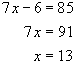 7x − 6 = 85
7x = 91
x = 13